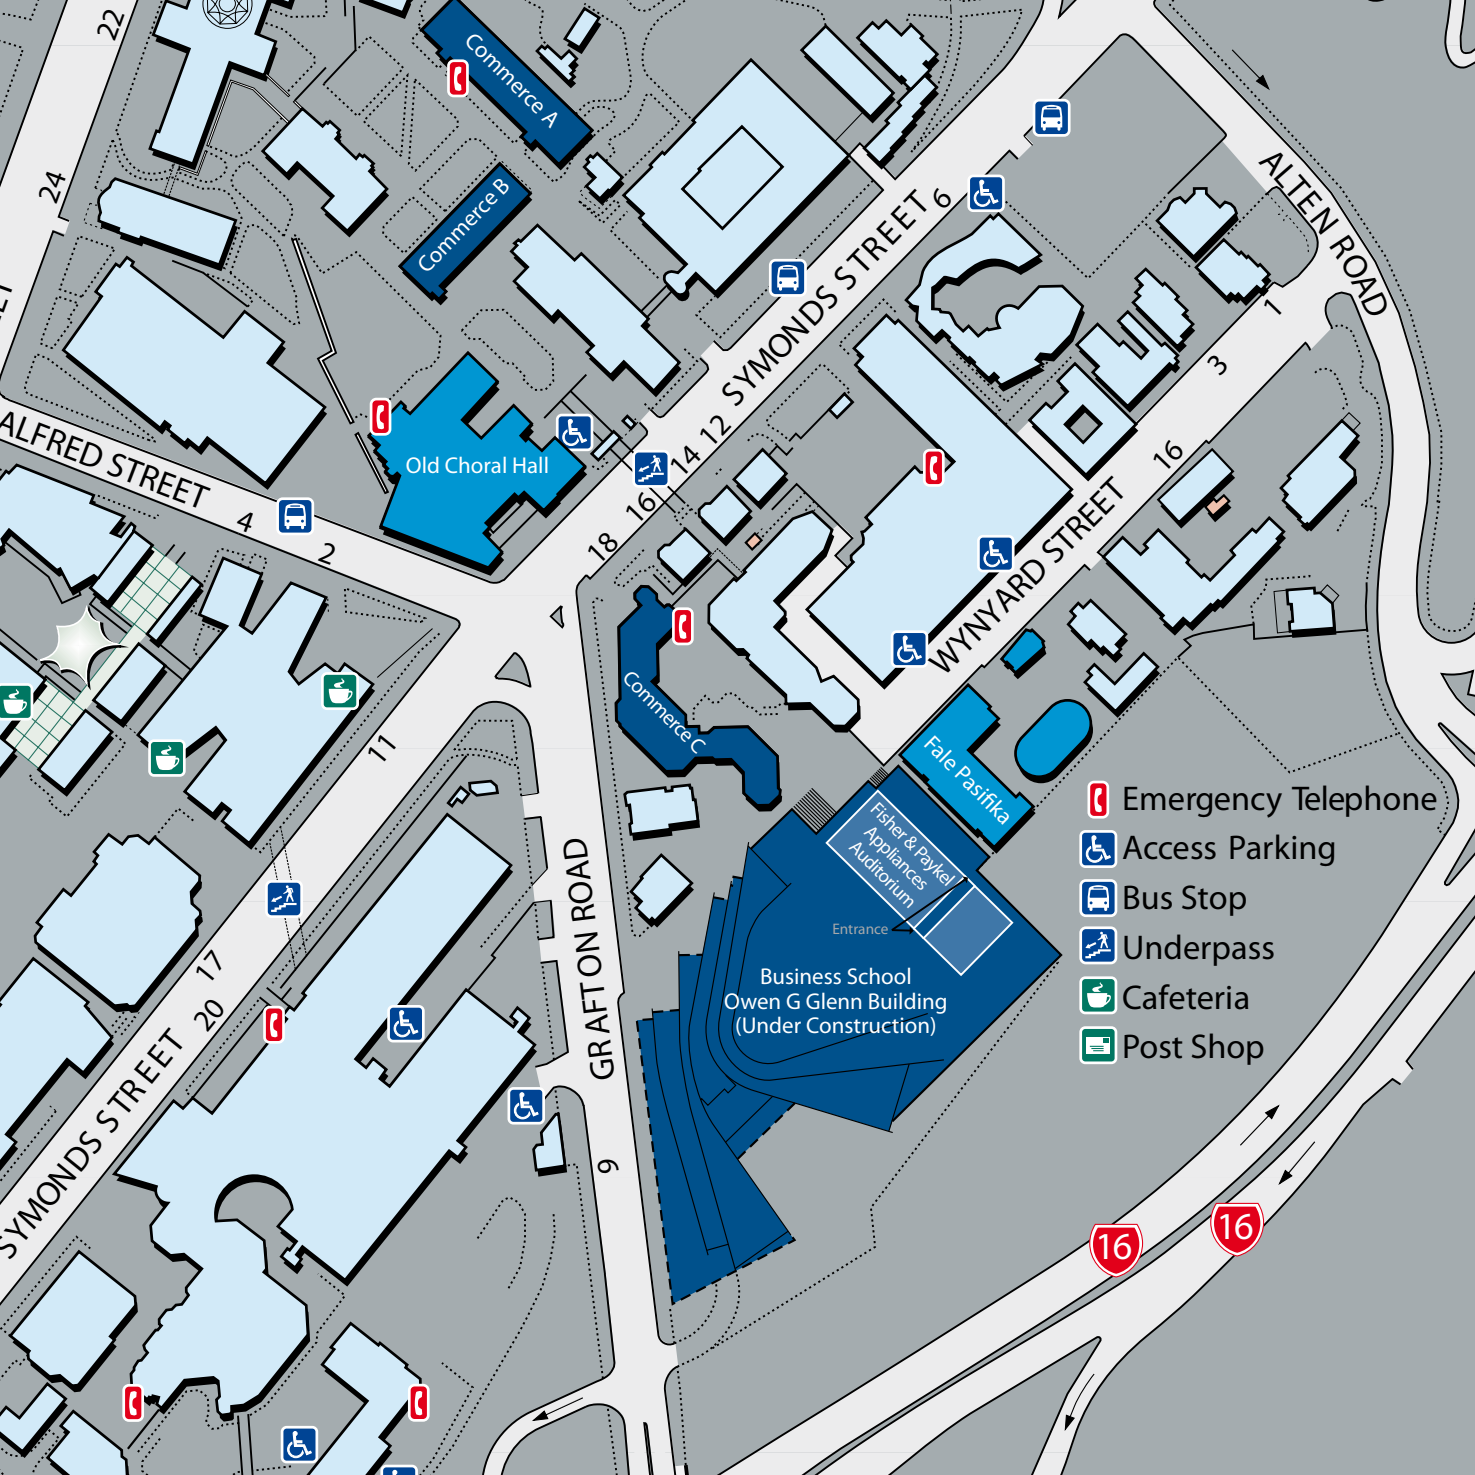 22
24
Commerce A
Commerce B
6
SYMONDS STREET
ALTEN ROAD
1
3
16
ALFRED STREET
4
2
Old Choral Hall
12
14
16
18
WYNYARD STREET
Commerce C
11
Fale Pasifika
Fisher & Paykel
Appliances
Auditorium
Entrance
Business School
Owen G Glenn Building
(Under Construction)
GRAFTON ROAD
9
17
20
SYMONDS STREET
Emergency Telephone
Access Parking
Bus Stop
Underpass
Cafeteria
Post Shop
16
16